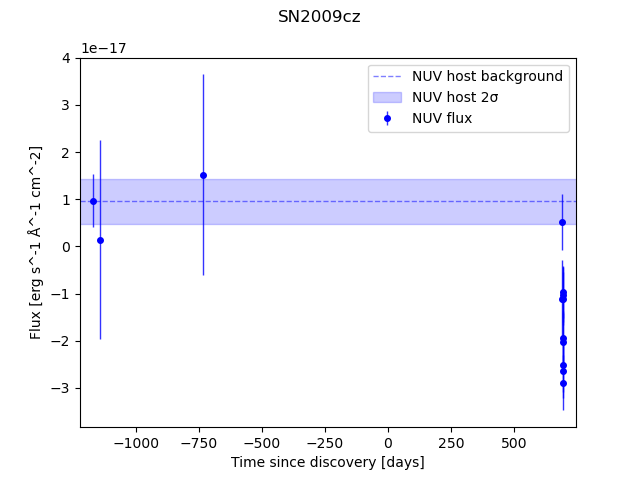 SN2009cz
1e−17
NUV host background
NUV host 2σ
NUV flux
4
3
2
1
0
−1
−2
−3
Flux [erg s^-1 Å^-1 cm^-2]
−1000 −750 −500 −250 0 250 500
Time since discovery [days]